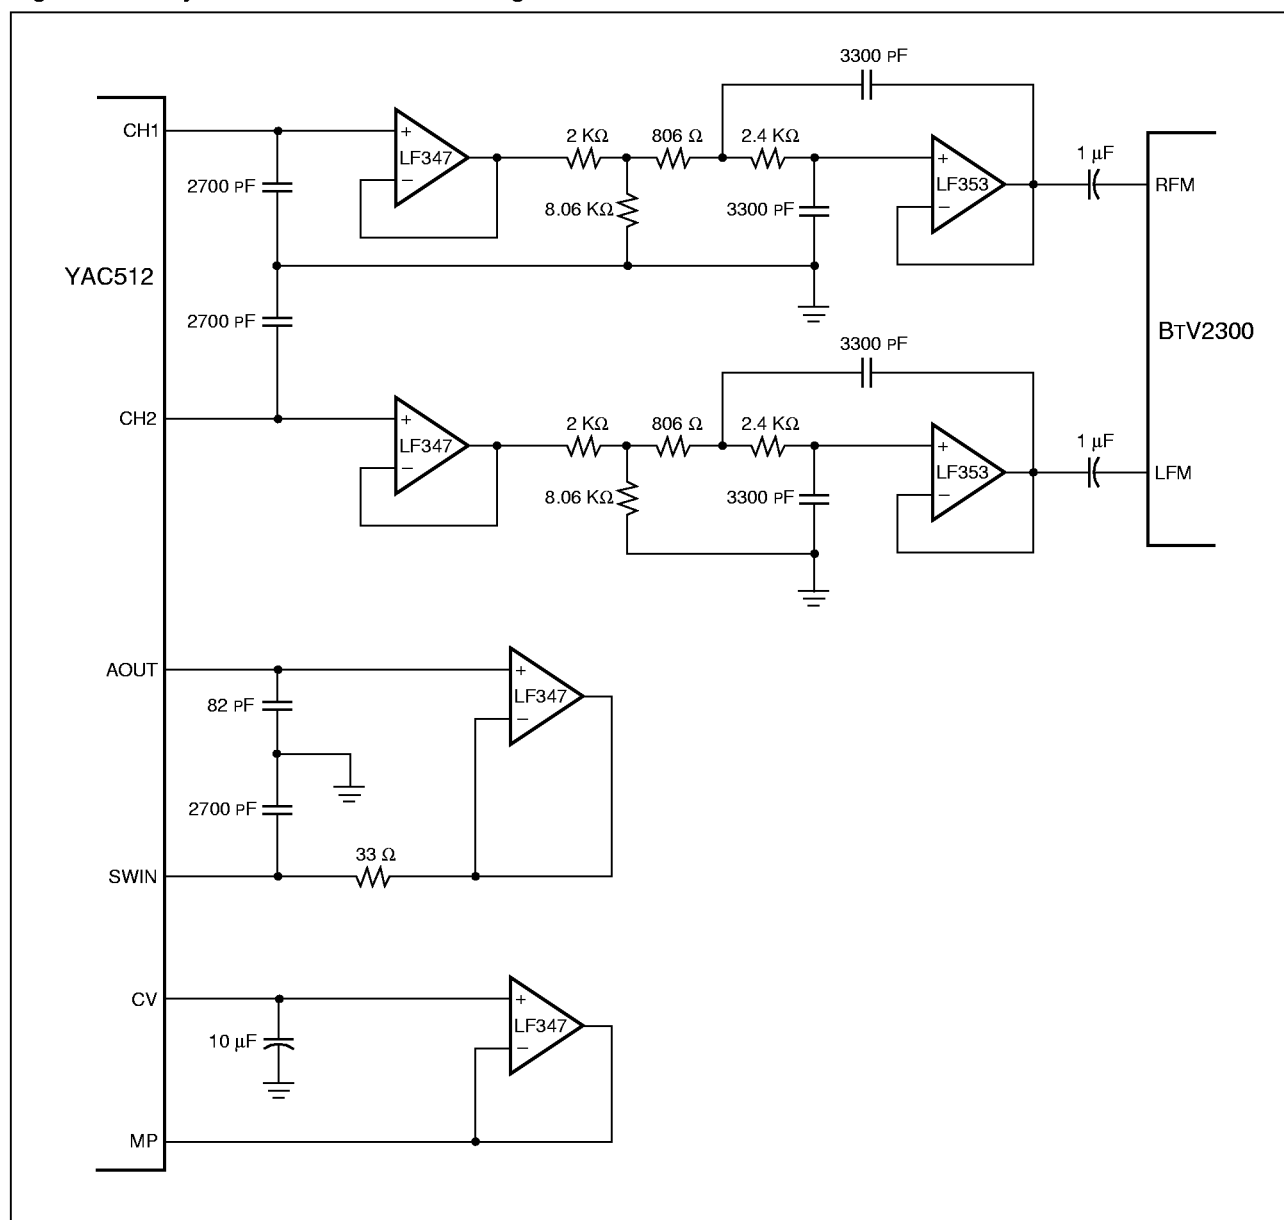 3300 PF
CH1
+
LF347
−
2 KΩ
806 Ω
2.4 KΩ
+
LF353
−
1 μF
RFM
2700 PF
8.06 KΩ
3300 PF
YAC512
2700 PF
BTV2300
3300 PF
CH2
+
LF347
−
2 KΩ
806 Ω
2.4 KΩ
+
LF353
−
1 μF
LFM
8.06 KΩ
3300 PF
AOUT
+
LF347
−
82 PF
2700 PF
33 Ω
SWIN
CV
+
LF347
−
10 μF
MP